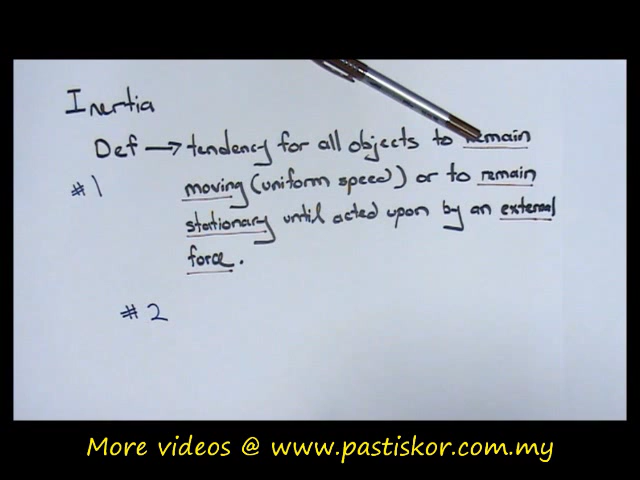 Inertia
Def → tendency for all objects to remain
#1 moving (uniform speed) or to remain
stationary until acted upon by an external
force.
#2
More videos @ www.pastiskor.com.my